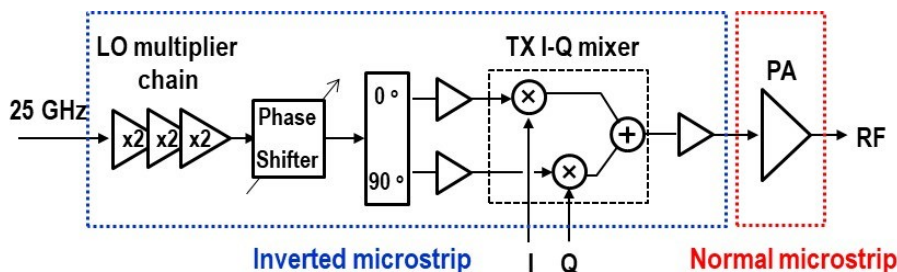 LO multiplier
chain
TX I-Q mixer
PA
25 GHz
x2 x2 x2
Phase
Shifter
0 °
90 °
RF
Inverted microstrip
I Q
Normal microstrip